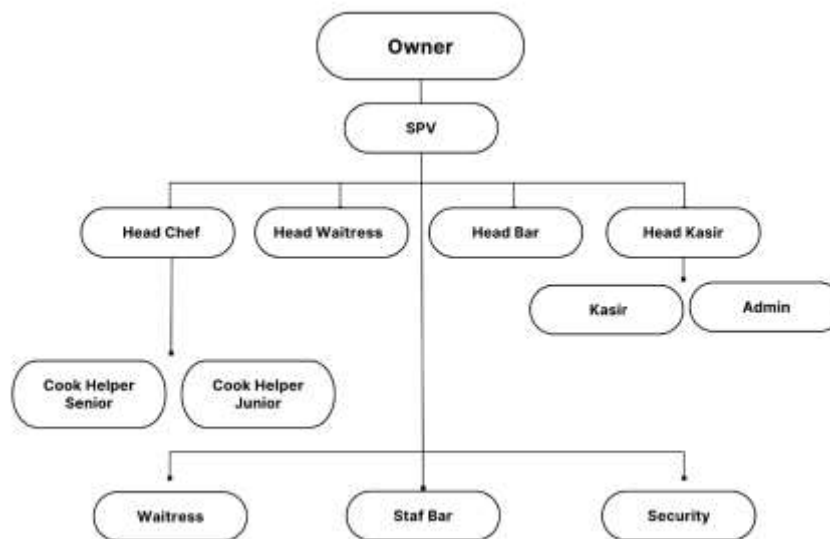 Owner
SPV
Head Chef
Head Waitress
Head Bar
Head Kasir
Kasir
Admin
Cook Helper
Senior
Cook Helper
Junior
Waitress
Staf Bar
Security